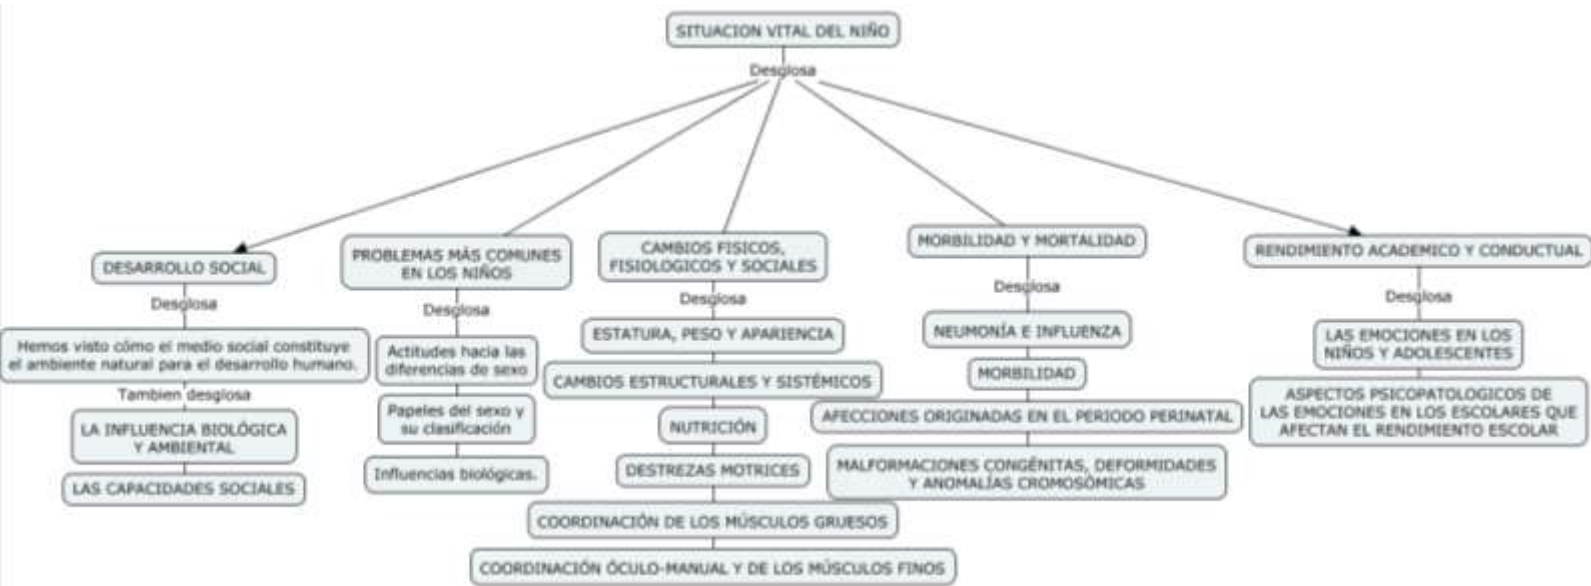 SITUACION VITAL DEL NIÑO
Desglosa
DESARROLLO SOCIAL
Desglosa
Hemos visto cómo el medio social constituye
el ambiente natural para el desarrollo humano.
Tambien desglosa
LA INFLUENCIA BIOLÓGICA
Y AMBIENTAL
LAS CAPACIDADES SOCIALES
PROBLEMAS MÁS COMUNES
EN LOS NIÑOS
Desglosa
Actitudes hacia las
diferencias de sexo
Papeles del sexo y
su clasificación
Influencias biológicas.
CAMBIOS FISICOS,
FISIOLOGICOS Y SOCIALES
Desglosa
ESTATURA, PESO Y APARIENCIA
CAMBIOS ESTRUCTURALES Y SISTÉMICOS
NUTRICIÓN
DESTREZAS MOTRICES
COORDINACIÓN DE LOS MÚSCULOS GRUESOS
COORDINACIÓN ÓCULO-MANUAL Y DE LOS MÚSCULOS FINOS
MORBILIDAD Y MORTALIDAD
Desglosa
NEUMONÍA E INFLUENZA
MORBILIDAD
AFECCIONES ORIGINADAS EN EL PERIODO PERINATAL
MALFORMACIONES CONGÉNITAS, DEFORMIDADES
Y ANOMALÍAS CROMOSÓMICAS
RENDIMIENTO ACADEMICO Y CONDUCTUAL
Desglosa
LAS EMOCIONES EN LOS
NIÑOS Y ADOLESCENTES
ASPECTOS PSICOPATOLOGICOS DE
LAS EMOCIONES EN LOS ESCOLARES QUE
AFECTAN EL RENDIMIENTO ESCOLAR